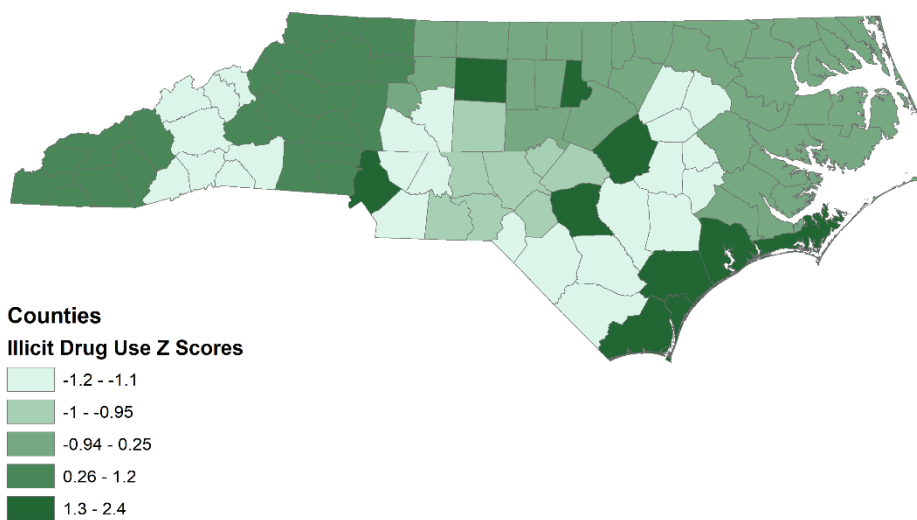 Counties
Illicit Drug Use Z Scores
-1.2 - -1.1
-1 - -0.95
-0.94 - 0.25
0.26 - 1.2
1.3 - 2.4